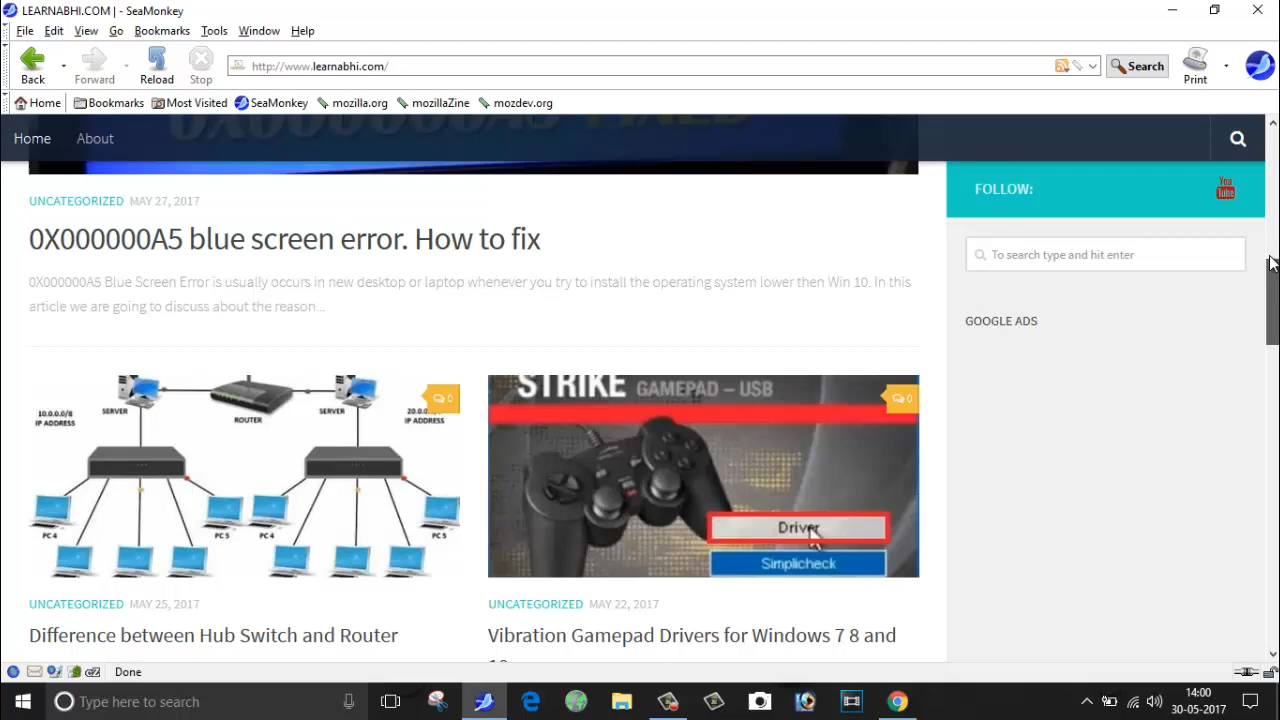 LEARNABHI.COM | - SeaMonkey
File Edit View Go Bookmarks Tools Window Help
Back Forward Reload Stop http://www.learnabhi.com/ Search Print
Home Bookmarks Most Visited SeaMonkey mozilla.org mozillaZine mozdev.org
Home About
0X000000A5 FIXED
FOLLOW: You Tube
UNCATEGORIZED MAY 27, 2017
0X000000A5 blue screen error. How to fix
To search type and hit enter
0X000000A5 Blue Screen Error is usually occurs in new desktop or laptop whenever you try to install the operating system lower then Win 10. In this
article we are going to discuss about the reason...
GOOGLE ADS
SERVER ROUTER SERVER
10.0.0.0/8
IP ADDRESS
20.0.0
IP ADDRESS
0
PC 4 PC 5 PC 4 PC 5
STRIKE GAMEPAD – USB
0
Driver
Simplicheck
UNCATEGORIZED MAY 25, 2017
Difference between Hub Switch and Router
UNCATEGORIZED MAY 22, 2017
Vibration Gamepad Drivers for Windows 7 8 and
10
Done
Type here to search
14:00
30-05-2017